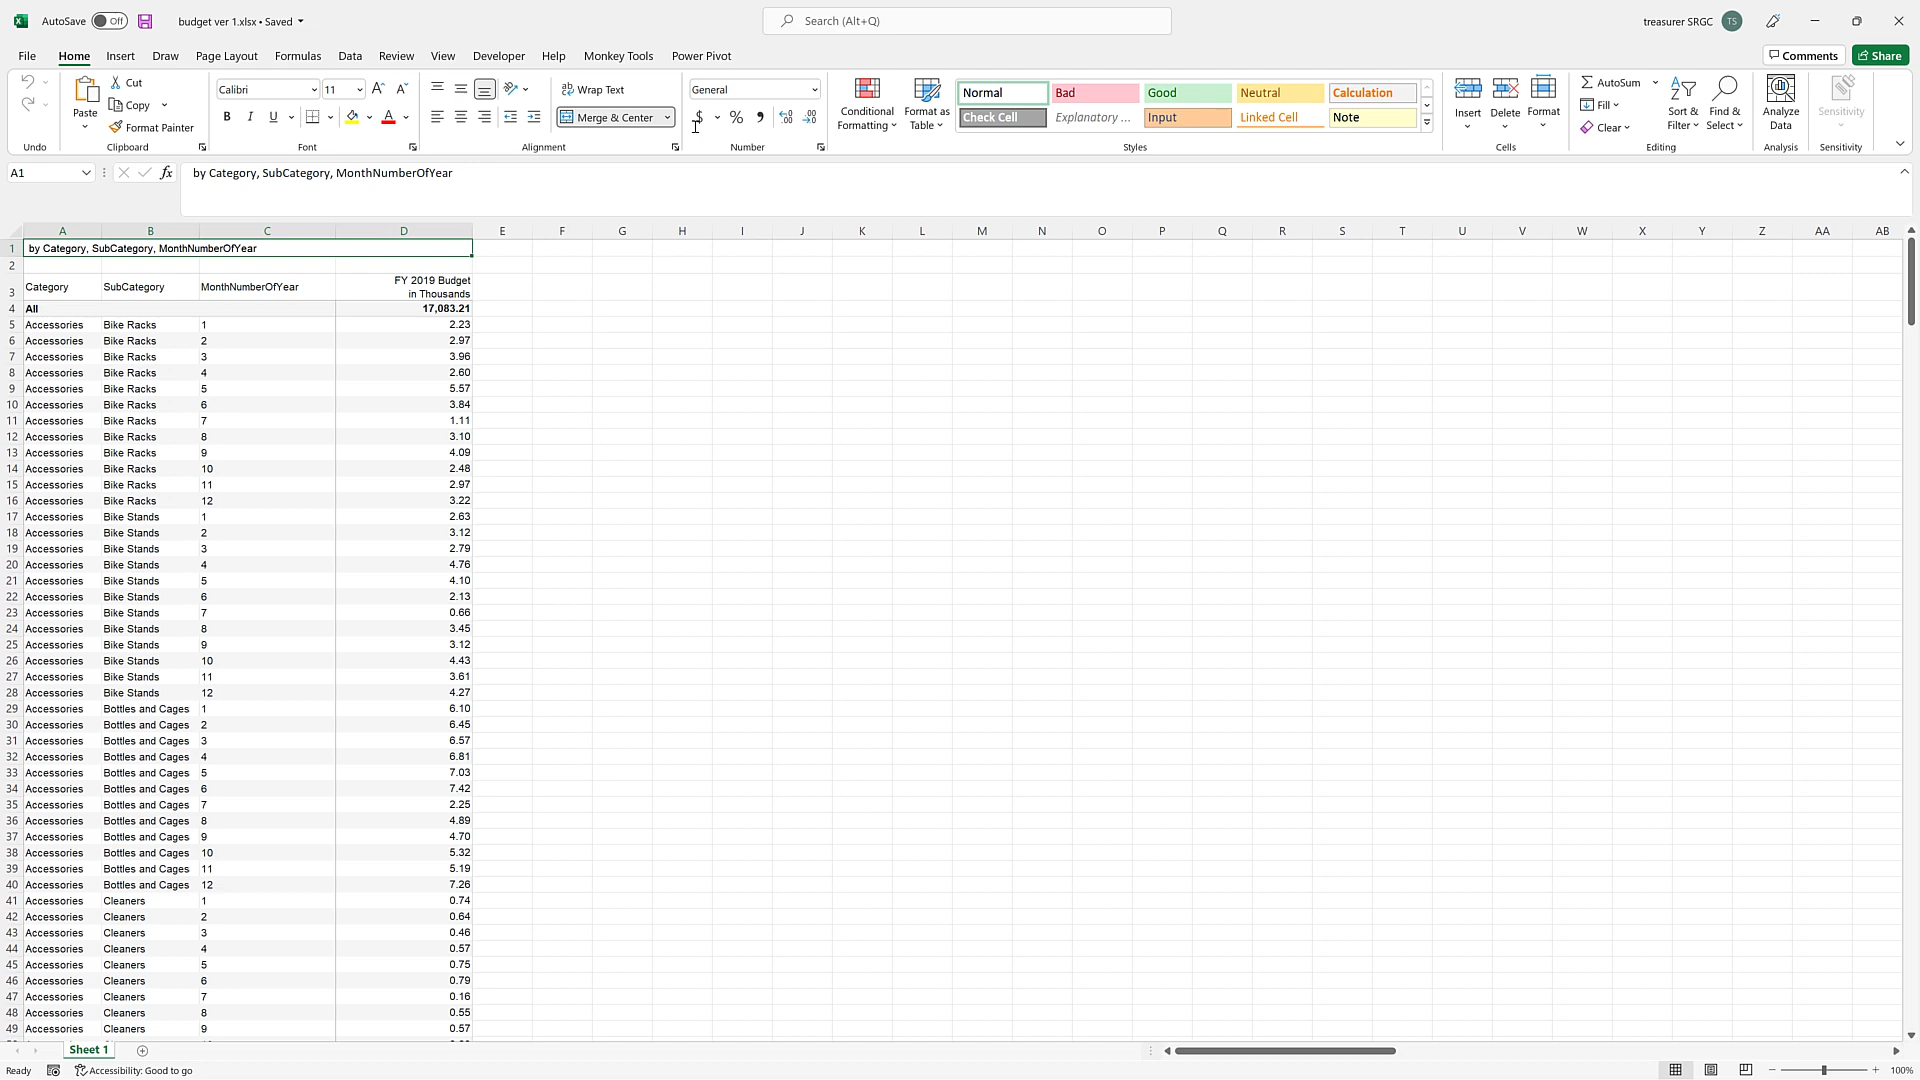 AutoSave Off budget ver 1.xlsx • Saved Search (Alt+Q) treasurer SRGC TS
File Home Insert Draw Page Layout Formulas Data Review View Developer Help Monkey Tools Power Pivot Comments Share
Cut Calibri 11 Wrap Text General Normal Bad Good Neutral Calculation AutoSum
Paste Copy Format Painter B I U Merge & Center $ % Conditional Formatting Format as Table Check Cell Explanatory ... Input Linked Cell Note Insert Delete Format Fill Clear Sort & Filter Find & Select Analyze Data Sensitivity
Undo Clipboard Font Alignment Number Styles Cells Editing Analysis Sensitivity
A1 fx by Category, SubCategory, MonthNumberOfYear
A B C D E F G H I J K L M N O P Q R S T U V W X Y Z AA AB
1 by Category, SubCategory, MonthNumberOfYear
2
3 Category SubCategory MonthNumberOfYear FY 2019 Budget
in Thousands
4 All 17,083.21
5 Accessories Bike Racks 1 2.23
6 Accessories Bike Racks 2 2.97
7 Accessories Bike Racks 3 3.96
8 Accessories Bike Racks 4 2.60
9 Accessories Bike Racks 5 5.57
10 Accessories Bike Racks 6 3.84
11 Accessories Bike Racks 7 1.11
12 Accessories Bike Racks 8 3.10
13 Accessories Bike Racks 9 4.09
14 Accessories Bike Racks 10 2.48
15 Accessories Bike Racks 11 2.97
16 Accessories Bike Racks 12 3.22
17 Accessories Bike Stands 1 2.63
18 Accessories Bike Stands 2 3.12
19 Accessories Bike Stands 3 2.79
20 Accessories Bike Stands 4 4.76
21 Accessories Bike Stands 5 4.10
22 Accessories Bike Stands 6 2.13
23 Accessories Bike Stands 7 0.66
24 Accessories Bike Stands 8 3.45
25 Accessories Bike Stands 9 3.12
26 Accessories Bike Stands 10 4.43
27 Accessories Bike Stands 11 3.61
28 Accessories Bike Stands 12 4.27
29 Accessories Bottles and Cages 1 6.10
30 Accessories Bottles and Cages 2 6.45
31 Accessories Bottles and Cages 3 6.57
32 Accessories Bottles and Cages 4 6.81
33 Accessories Bottles and Cages 5 7.03
34 Accessories Bottles and Cages 6 7.42
35 Accessories Bottles and Cages 7 2.25
36 Accessories Bottles and Cages 8 4.89
37 Accessories Bottles and Cages 9 4.70
38 Accessories Bottles and Cages 10 5.32
39 Accessories Bottles and Cages 11 5.19
40 Accessories Bottles and Cages 12 7.26
41 Accessories Cleaners 1 0.74
42 Accessories Cleaners 2 0.64
43 Accessories Cleaners 3 0.46
44 Accessories Cleaners 4 0.57
45 Accessories Cleaners 5 0.75
46 Accessories Cleaners 6 0.79
47 Accessories Cleaners 7 0.16
48 Accessories Cleaners 8 0.55
49 Accessories Cleaners 9 0.57
Sheet 1
Ready Accessibility: Good to go 100%